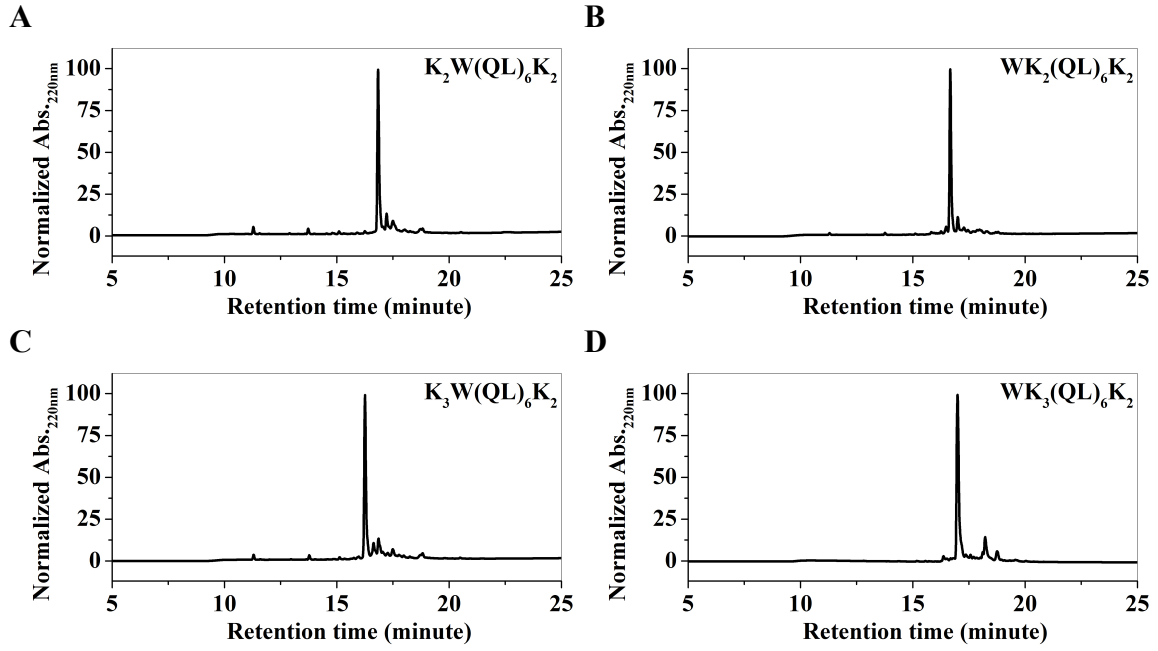 A
K₂W(QL)₆K₂
100
75
50
25
0
Normalized Abs.₂₂₀ₙₘ
5 10 15 20 25
Retention time (minute)
B
WK₂(QL)₆K₂
100
75
50
25
0
Normalized Abs.₂₂₀ₙₘ
5 10 15 20 25
Retention time (minute)
C
K₃W(QL)₆K₂
100
75
50
25
0
Normalized Abs.₂₂₀ₙₘ
5 10 15 20 25
Retention time (minute)
D
WK₃(QL)₆K₂
100
75
50
25
0
Normalized Abs.₂₂₀ₙₘ
5 10 15 20 25
Retention time (minute)